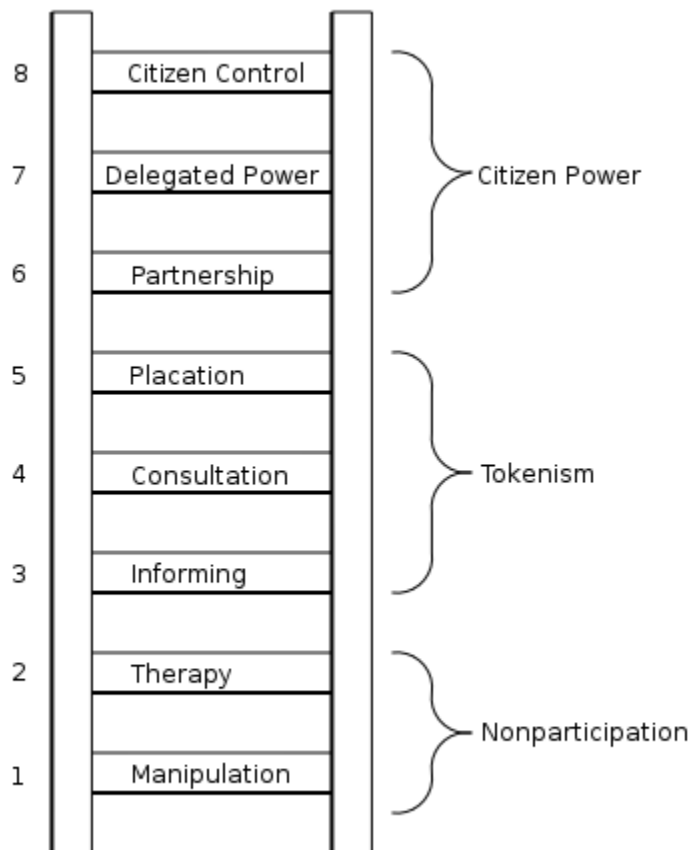 8 Citizen Control
7 Delegated Power
Citizen Power
6 Partnership
5 Placation
4 Consultation
Tokenism
3 Informing
2 Therapy
Nonparticipation
1 Manipulation